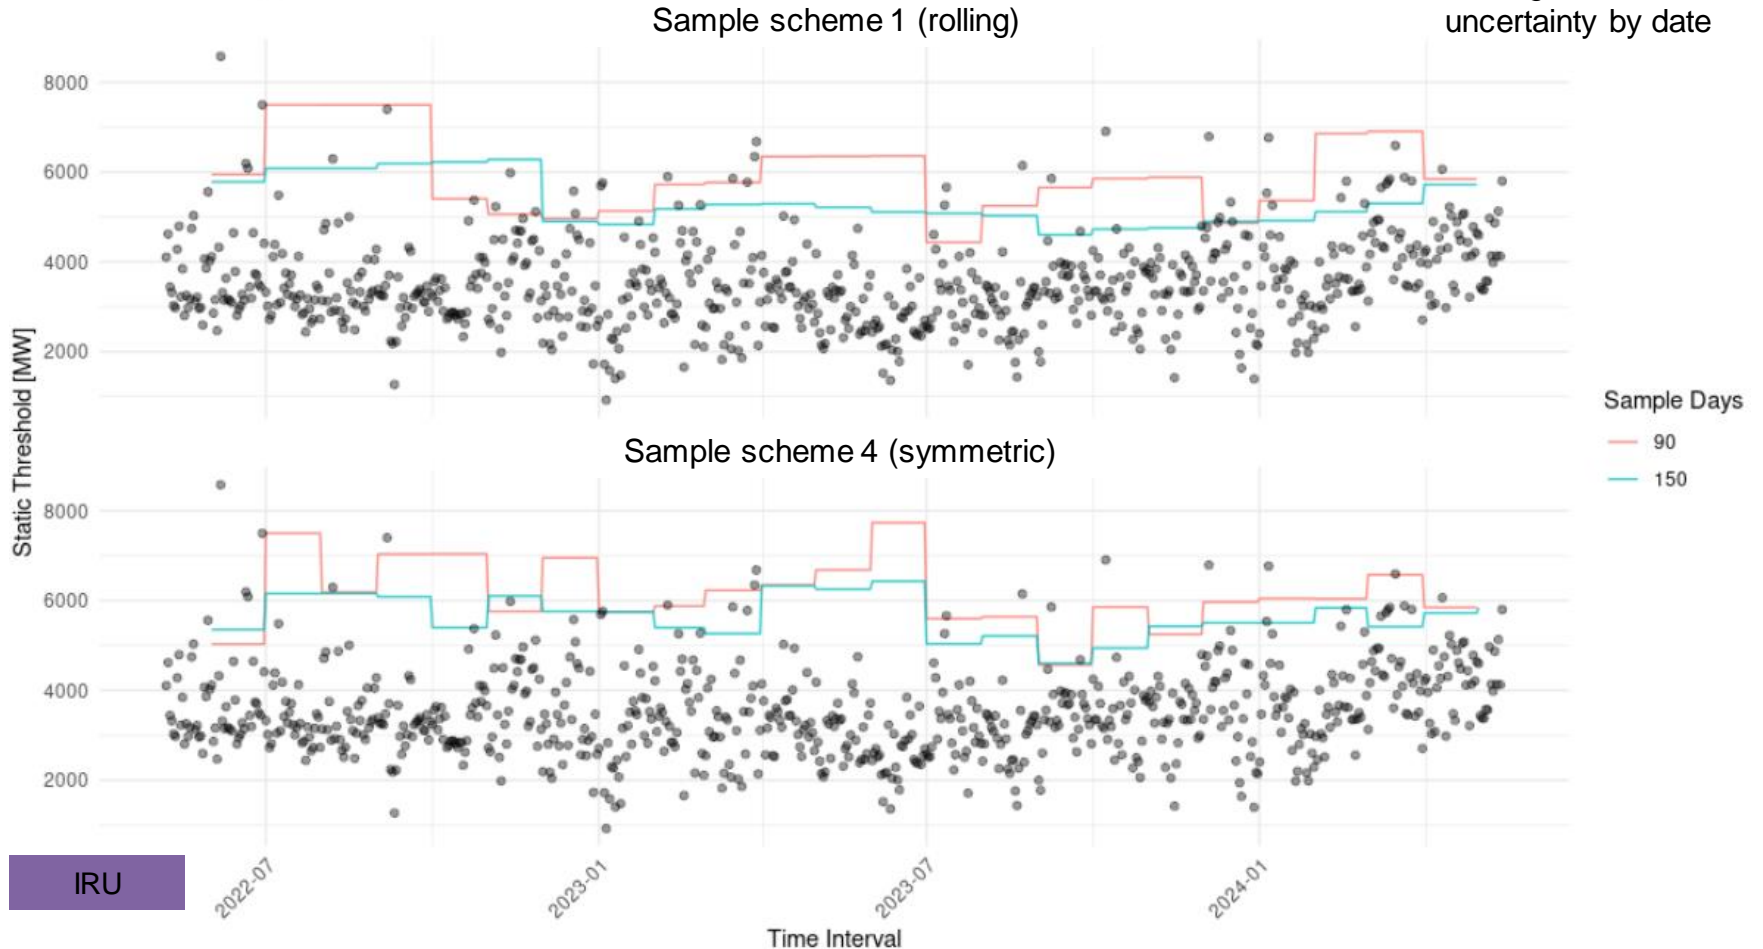 Sample scheme 1 (rolling)
uncertainty by date
8000
6000
4000
2000
Static Threshold [MW]
Sample Days
90
150
Sample scheme 4 (symmetric)
8000
6000
4000
2000
IRU
2022-07
2023-01
2023-07
2024-01
Time Interval